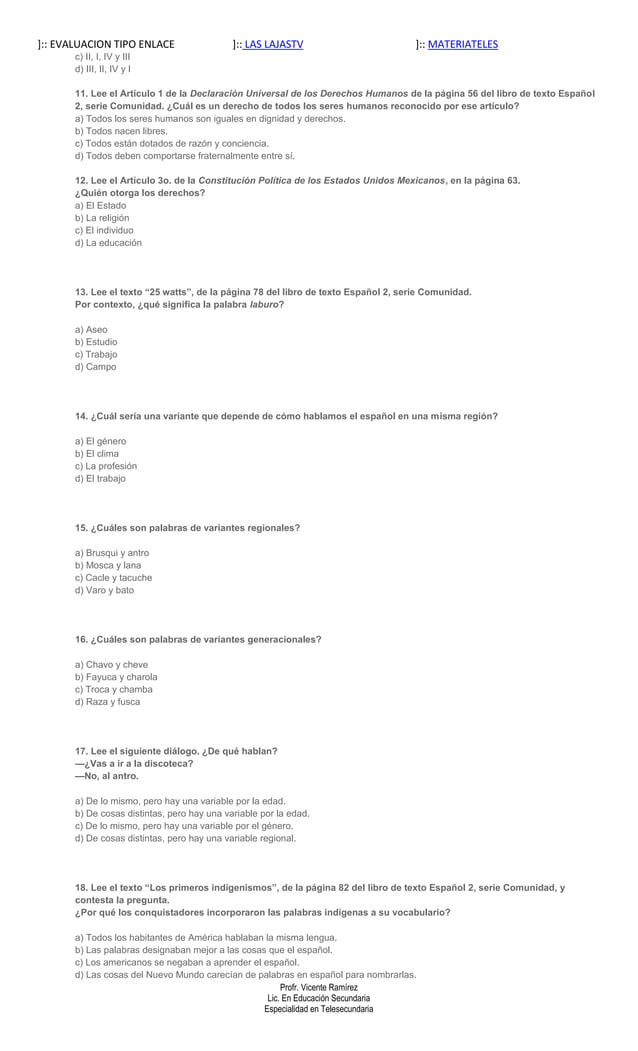 ]:: EVALUACION TIPO ENLACE ]:: LAS LAJASTV ]:: MATERIATELES
c) II, I, IV y III
d) III, II, IV y I
11. Lee el Artículo 1 de la Declaración Universal de los Derechos Humanos de la página 56 del libro de texto Español
2, serie Comunidad. ¿Cuál es un derecho de todos los seres humanos reconocido por ese artículo?
a) Todos los seres humanos son iguales en dignidad y derechos.
b) Todos nacen libres.
c) Todos están dotados de razón y conciencia.
d) Todos deben comportarse fraternalmente entre sí.
12. Lee el Artículo 3o. de la Constitución Política de los Estados Unidos Mexicanos, en la página 63.
¿Quién otorga los derechos?
a) El Estado
b) La religión
c) El individuo
d) La educación
13. Lee el texto “25 watts”, de la página 78 del libro de texto Español 2, serie Comunidad.
Por contexto, ¿qué significa la palabra laburo?
a) Aseo
b) Estudio
c) Trabajo
d) Campo
14. ¿Cuál sería una variante que depende de cómo hablamos el español en una misma región?
a) El género
b) El clima
c) La profesión
d) El trabajo
15. ¿Cuáles son palabras de variantes regionales?
a) Brusqui y antro
b) Mosca y lana
c) Cacle y tacuche
d) Varo y bato
16. ¿Cuáles son palabras de variantes generacionales?
a) Chavo y cheve
b) Fayuca y charola
c) Troca y chamba
d) Raza y fusca
17. Lee el siguiente diálogo. ¿De qué hablan?
—¿Vas a ir a la discoteca?
—No, al antro.
a) De lo mismo, pero hay una variable por la edad.
b) De cosas distintas, pero hay una variable por la edad.
c) De lo mismo, pero hay una variable por el género.
d) De cosas distintas, pero hay una variable regional.
18. Lee el texto “Los primeros indigenismos”, de la página 82 del libro de texto Español 2, serie Comunidad, y
contesta la pregunta.
¿Por qué los conquistadores incorporaron las palabras indígenas a su vocabulario?
a) Todos los habitantes de América hablaban la misma lengua.
b) Las palabras designaban mejor a las cosas que el español.
c) Los americanos se negaban a aprender el español.
d) Las cosas del Nuevo Mundo carecían de palabras en español para nombrarlas.
Profr. Vicente Ramírez
Lic. En Educación Secundaria
Especialidad en Telesecundaria